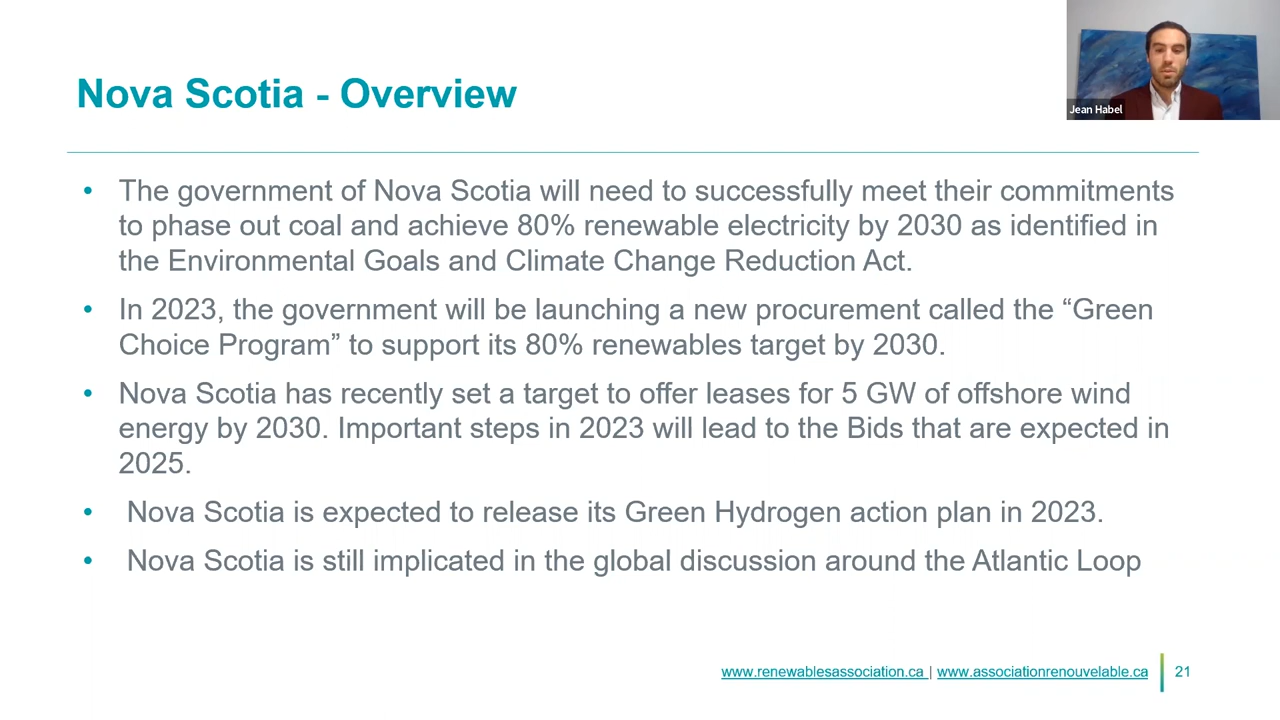 Nova Scotia - Overview
Jean Habel
• The government of Nova Scotia will need to successfully meet their commitments
to phase out coal and achieve 80% renewable electricity by 2030 as identified in
the Environmental Goals and Climate Change Reduction Act.
• In 2023, the government will be launching a new procurement called the “Green
Choice Program” to support its 80% renewables target by 2030.
• Nova Scotia has recently set a target to offer leases for 5 GW of offshore wind
energy by 2030. Important steps in 2023 will lead to the Bids that are expected in
2025.
• Nova Scotia is expected to release its Green Hydrogen action plan in 2023.
• Nova Scotia is still implicated in the global discussion around the Atlantic Loop
www.renewablesassociation.ca | www.associationrenouvelable.ca 21